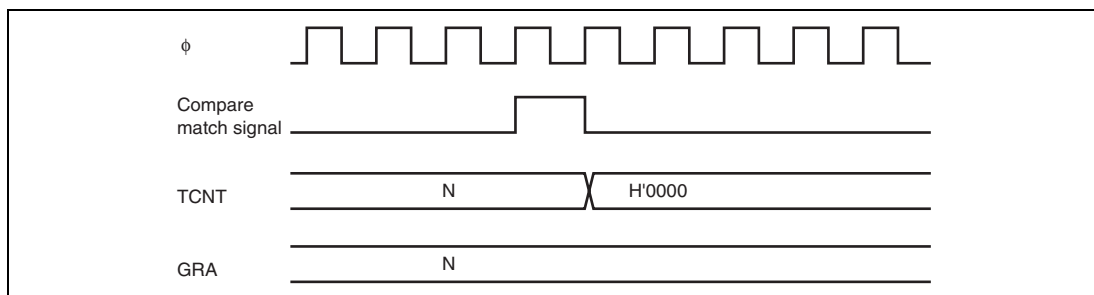 ϕ
Compare
match signal
TCNT
N
H'0000
GRA
N